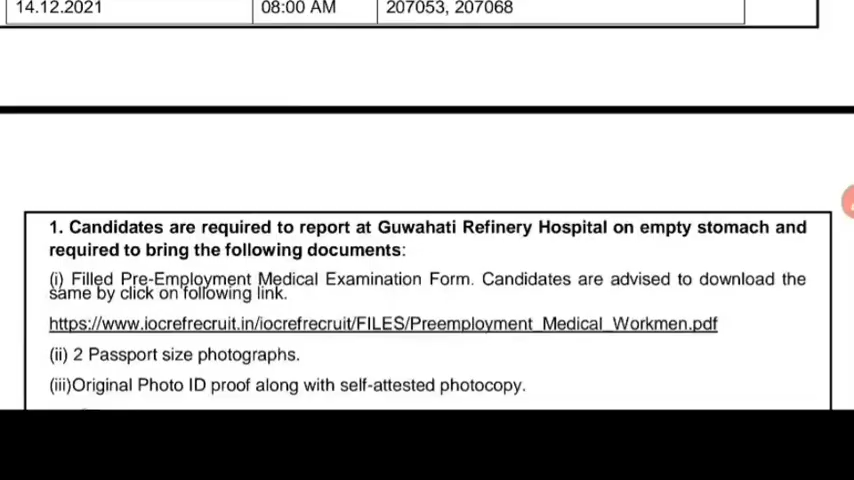 14.12.2021 08:00 AM 207053, 207068
1. Candidates are required to report at Guwahati Refinery Hospital on empty stomach and
required to bring the following documents:
(i) Filled Pre-Employment Medical Examination Form. Candidates are advised to download the
same by click on following link.
https://www.iocrefrecruit.in/iocrefrecruit/FILES/Preemployment_Medical_Workmen.pdf
(ii) 2 Passport size photographs.
(iii)Original Photo ID proof along with self-attested photocopy.